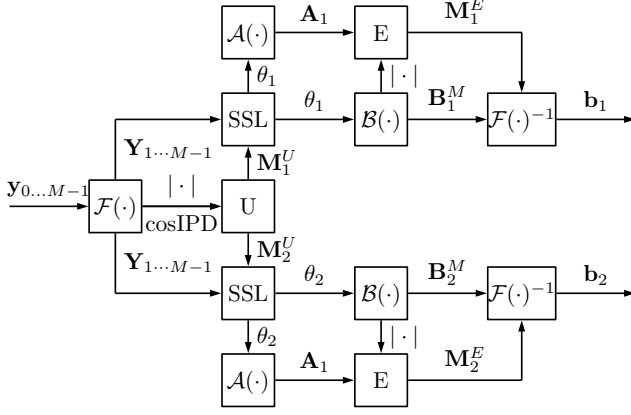 𝐀₁ 𝐌₁ᴱ
𝒜(·) E
θ₁ |·|
θ₁ 𝐁₁ᴹ 𝐛₁
SSL ℬ(·) ℱ(·)⁻¹
𝐘₁...M−1 𝐌₁ᵁ
𝐲₀...M−1 |·|
ℱ(·) U
cosIPD
𝐘₁...M−1 𝐌₂ᵁ
θ₂ 𝐁₂ᴹ 𝐛₂
SSL ℬ(·) ℱ(·)⁻¹
θ₂ |·|
𝐀₁ 𝐌₂ᴱ
𝒜(·) E